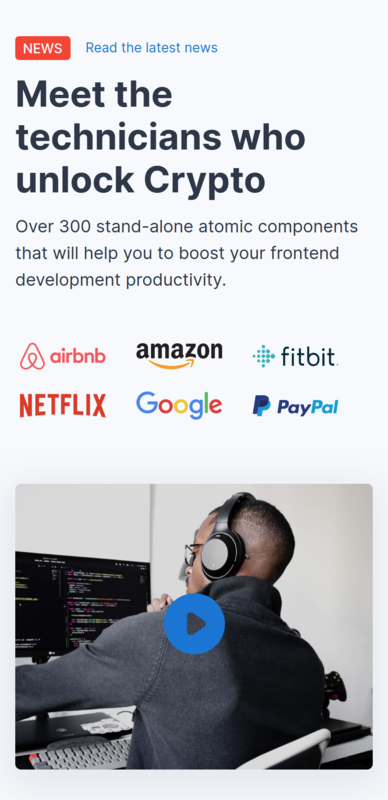 NEWS Read the latest news
Meet the
technicians who
unlock Crypto
Over 300 stand-alone atomic components
that will help you to boost your frontend
development productivity.
airbnb amazon fitbit
NETFLIX Google PayPal